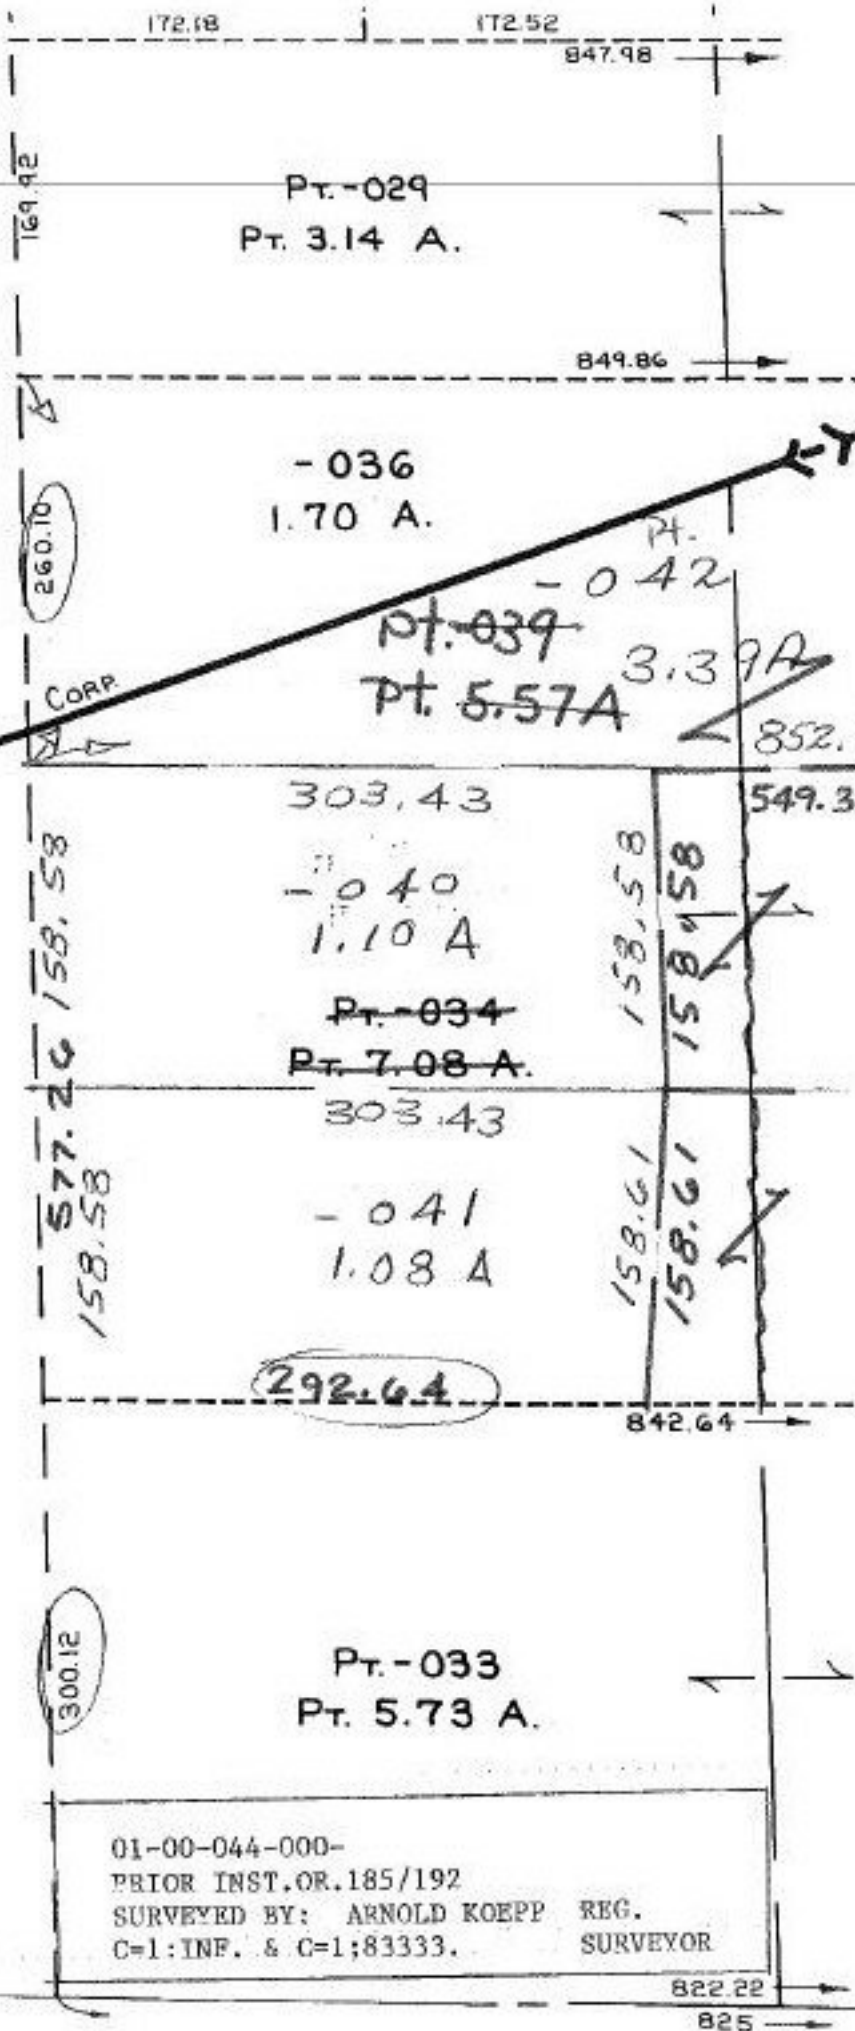 172.18
172.52
847.98
169.92
Pt.-029
Pt. 3.14 A.
849.86
-036
1.70 A.
260.10
Pt.
-042
Pt.-039
3.39A
Pt. 5.57A
CORP.
852.
303.43
549.3
158.58
-040
1.10 A
158.58
158.58
Pt.-034
Pt. 7.08 A.
577.26
303.43
158.58
-041
1.08 A
158.61
158.61
292.64
842.64
300.12
Pt.-033
Pt. 5.73 A.
01-00-044-000-
PRIOR INST.OR.185/192
SURVEYED BY: ARNOLD KOEPP REG.
C=1:INF. & C=1;83333. SURVEYOR
822.22
825